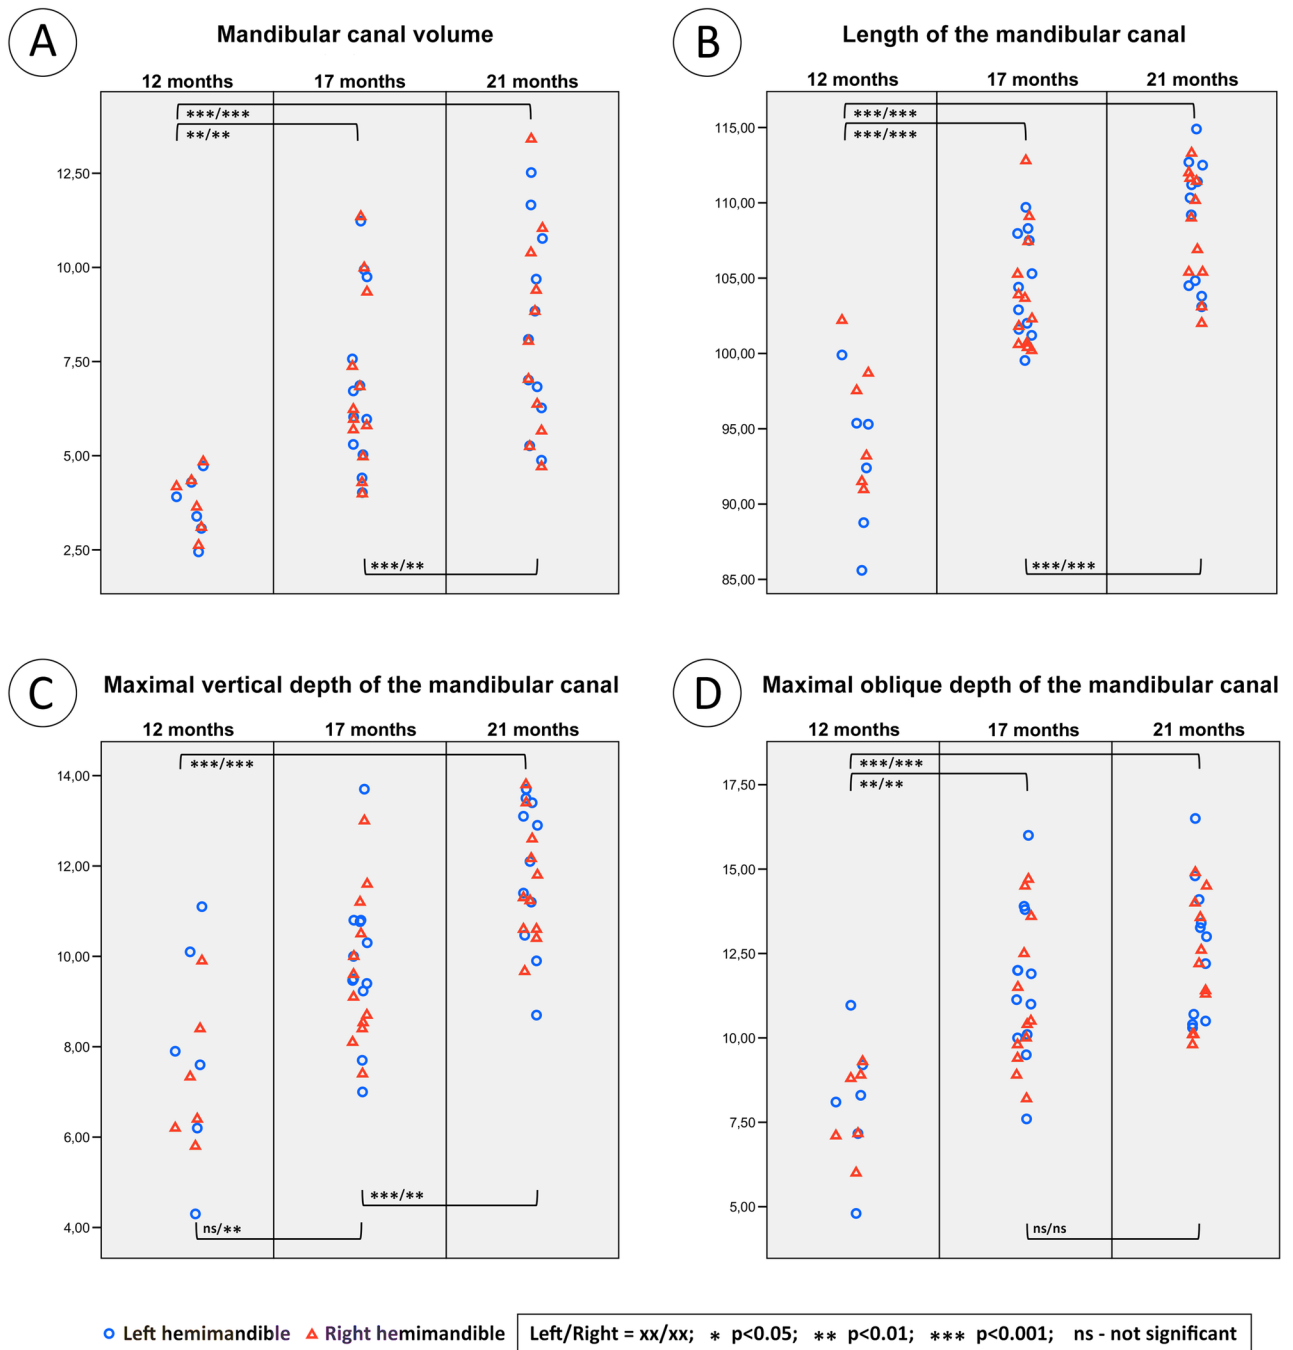 A
Mandibular canal volume
12 months 17 months 21 months
***/***
**/**
12,50
10,00
7,50
5,00
2,50
***/**
B
Length of the mandibular canal
12 months 17 months 21 months
***/***
***/***
115,00
110,00
105,00
100,00
95,00
90,00
85,00
***/***
C
Maximal vertical depth of the mandibular canal
12 months 17 months 21 months
***/***
14,00
12,00
10,00
8,00
6,00
4,00
***/**
ns/**
D
Maximal oblique depth of the mandibular canal
12 months 17 months 21 months
***/***
**/**
17,50
15,00
12,50
10,00
7,50
5,00
ns/ns
Left hemimandible Right hemimandible
Left/Right = xx/xx; * p<0.05; ** p<0.01; *** p<0.001; ns - not significant